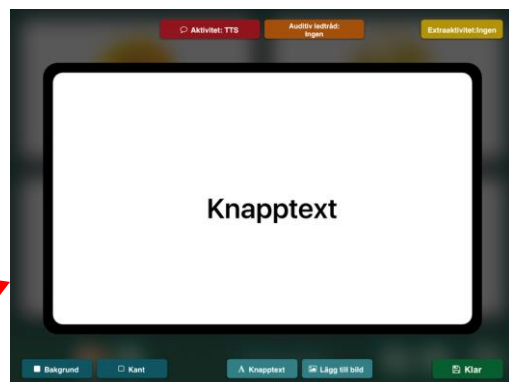 Aktivitet: TTS
Auditiv ledtråd:
Ingen
Extraaktivitet:Ingen
Knapptext
Bakgrund
Kant
A Knapptext
Lägg till bild
Klar